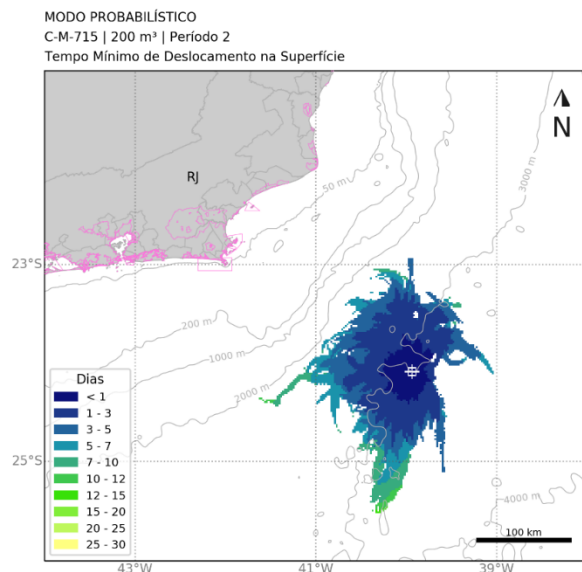 MODO PROBABILÍSTICO
C-M-715 | 200 m³ | Período 2
Tempo Mínimo de Deslocamento na Superfície
N
RJ
50 m
3000 m
23°S
200 m
1000 m
2000 m
Dias
< 1
1 - 3
3 - 5
5 - 7
7 - 10
10 - 12
12 - 15
15 - 20
20 - 25
25 - 30
25°S
4000 m
100 km
43°W
41°W
39°W